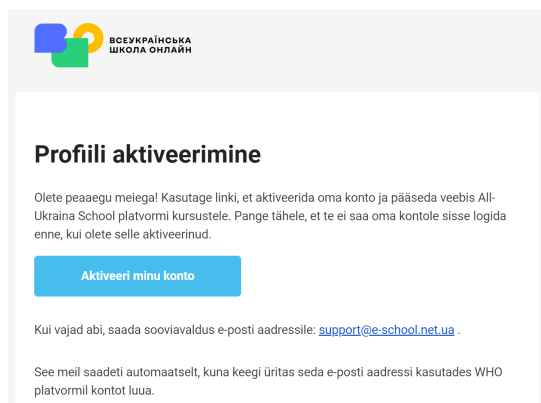 ВСЕУКРАЇНСЬКА
ШКОЛА ОНЛАЙН
Profiili aktiveerimine
Olete peaaegu meiega! Kasutage linki, et aktiveerida oma konto ja pääseda veebis All-
Ukraina School platvormi kursustele. Pange tähele, et te ei saa oma kontole sisse logida
enne, kui olete selle aktiveerinud.
Aktiveeri minu konto
Kui vajad abi, saada sooviavaldus e-posti aadressile: support@e-school.net.ua .
See meil saadeti automaatselt, kuna keegi üritas seda e-posti aadressi kasutades WHO
platvormil kontot luua.